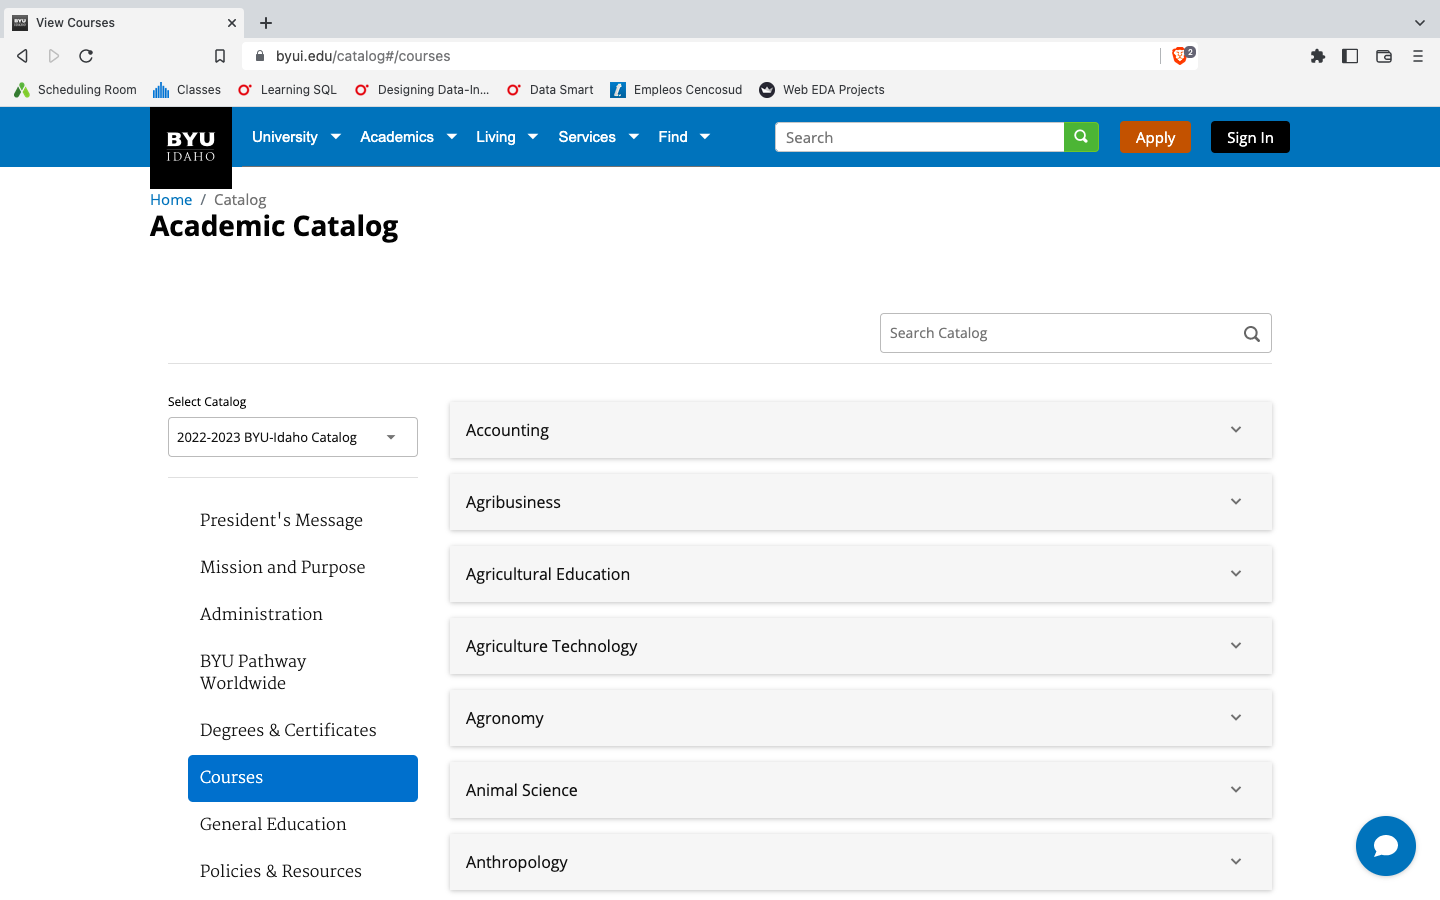 View Courses
byui.edu/catalog#/courses
2
Scheduling Room
Classes
Learning SQL
Designing Data-In...
Data Smart
Empleos Cencosud
Web EDA Projects
BYU
IDAHO
University
Academics
Living
Services
Find
Search
Apply
Sign In
Home / Catalog
Academic Catalog
Search Catalog
Select Catalog
2022-2023 BYU-Idaho Catalog
President's Message
Mission and Purpose
Administration
BYU Pathway
Worldwide
Degrees & Certificates
Courses
General Education
Policies & Resources
Accounting
Agribusiness
Agricultural Education
Agriculture Technology
Agronomy
Animal Science
Anthropology